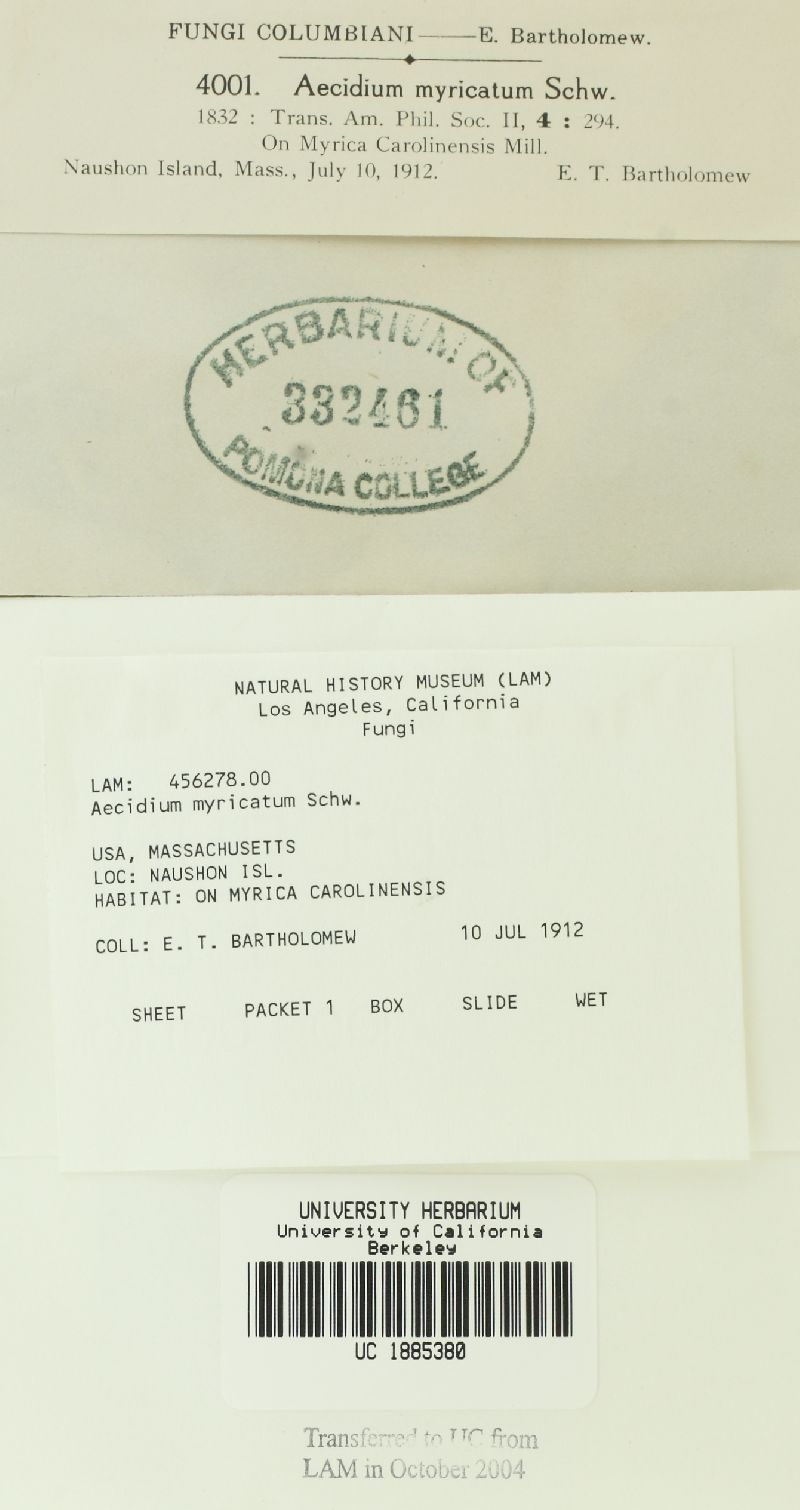 FUNGI COLUMBIANI——E. Bartholomew.
4001. Aecidium myricatum Schw.
1832 : Trans. Am. Phil. Soc. II, 4 : 294.
On Myrica Carolinensis Mill.
Naushon Island, Mass., July 10, 1912. E. T. Bartholomew
HERBARIUM OF
332461
POMONA COLLEGE
NATURAL HISTORY MUSEUM (LAM)
Los Angeles, California
Fungi
LAM: 456278.00
Aecidium myricatum Schw.
USA, MASSACHUSETTS
LOC: NAUSHON ISL.
HABITAT: ON MYRICA CAROLINENSIS
COLL: E. T. BARTHOLOMEW 10 JUL 1912
SHEET PACKET 1 BOX SLIDE WET
UNIVERSITY HERBARIUM
University of California
Berkeley
UC 1885380
Transferred to UC from
LAM in October 2004